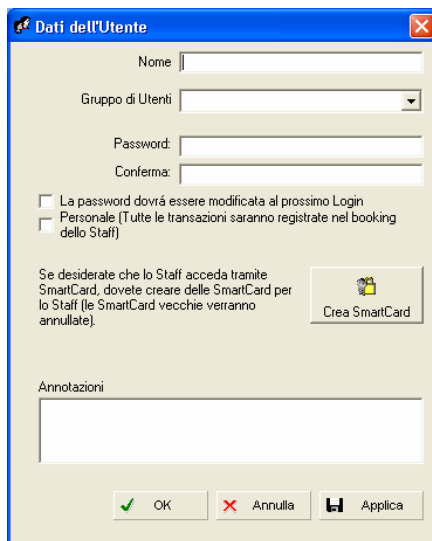 Dati dell'Utente
Nome
Gruppo di Utenti
Password:
Conferma:
La password dovrá essere modificata al prossimo Login
Personale (Tutte le transazioni saranno registrate nel booking
dello Staff)
Se desiderate che lo Staff acceda tramite
SmartCard, dovete creare delle SmartCard per
lo Staff (le SmartCard vecchie verranno
annullate).
Crea SmartCard
Annotazioni
OK Annulla Applica